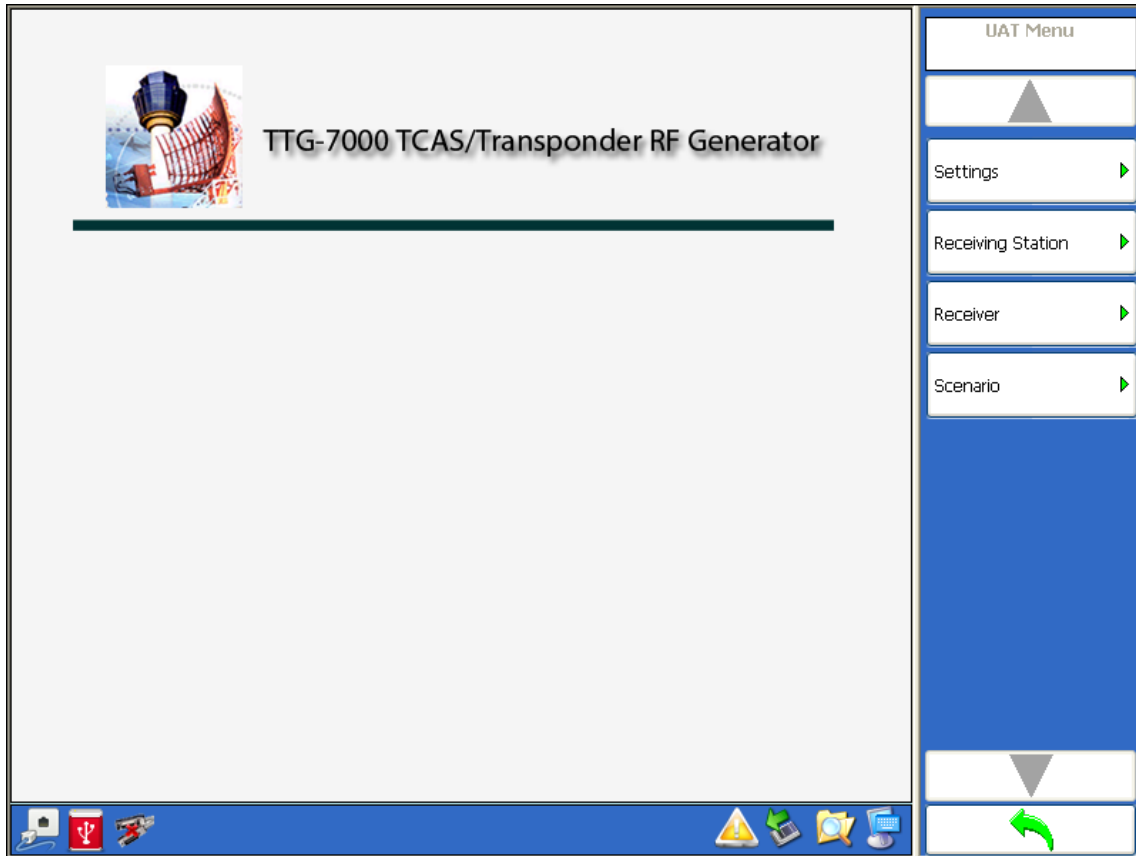 UAT Menu
TTG-7000 TCAS/Transponder RF Generator
Settings
Receiving Station
Receiver
Scenario